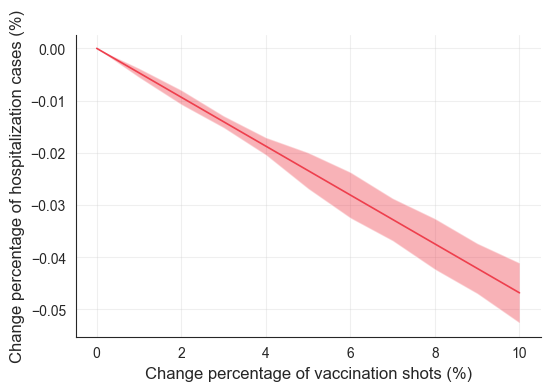 Change percentage of hospitalization cases (%)
0.00
−0.01
−0.02
−0.03
−0.04
−0.05
0 2 4 6 8 10
Change percentage of vaccination shots (%)